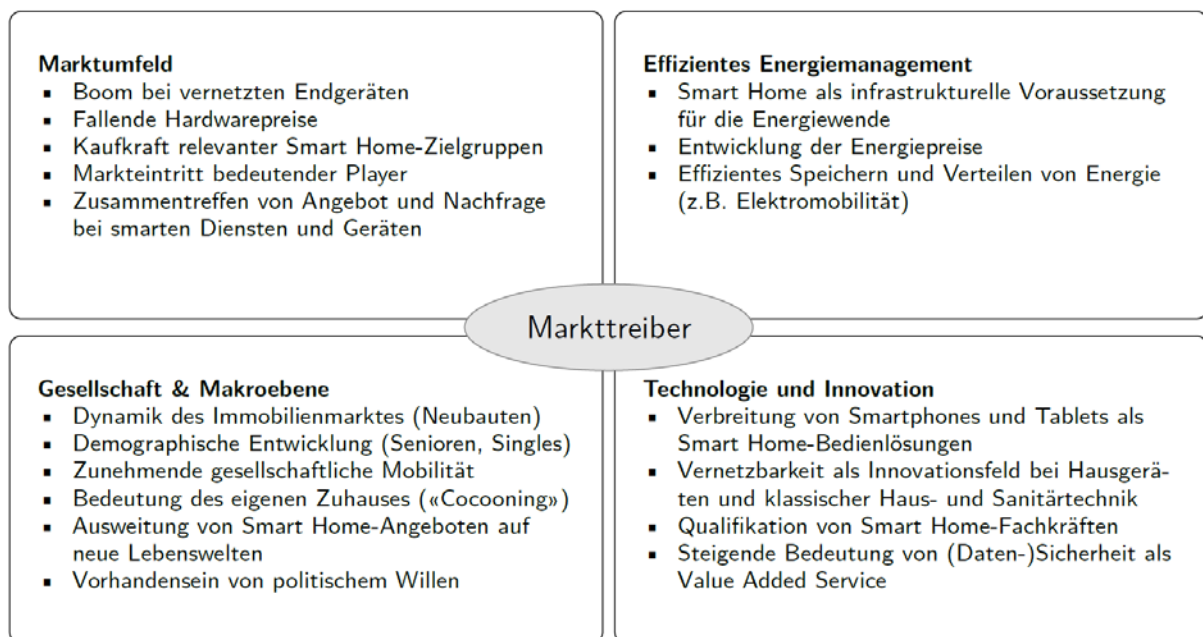 Marktumfeld
▪ Boom bei vernetzten Endgeräten
▪ Fallende Hardwarepreise
▪ Kaufkraft relevanter Smart Home-Zielgruppen
▪ Markteintritt bedeutender Player
▪ Zusammentreffen von Angebot und Nachfrage
bei smarten Diensten und Geräten
Effizientes Energiemanagement
▪ Smart Home als infrastrukturelle Voraussetzung
für die Energiewende
▪ Entwicklung der Energiepreise
▪ Effizientes Speichern und Verteilen von Energie
(z.B. Elektromobilität)
Markttreiber
Gesellschaft & Makroebene
▪ Dynamik des Immobilienmarktes (Neubauten)
▪ Demographische Entwicklung (Senioren, Singles)
▪ Zunehmende gesellschaftliche Mobilität
▪ Bedeutung des eigenen Zuhauses («Cocooning»)
▪ Ausweitung von Smart Home-Angeboten auf
neue Lebenswelten
▪ Vorhandensein von politischem Willen
Technologie und Innovation
▪ Verbreitung von Smartphones und Tablets als
Smart Home-Bedienlösungen
▪ Vernetzbarkeit als Innovationsfeld bei Hausgerä-
ten und klassischer Haus- und Sanitärtechnik
▪ Qualifikation von Smart Home-Fachkräften
▪ Steigende Bedeutung von (Daten-)Sicherheit als
Value Added Service